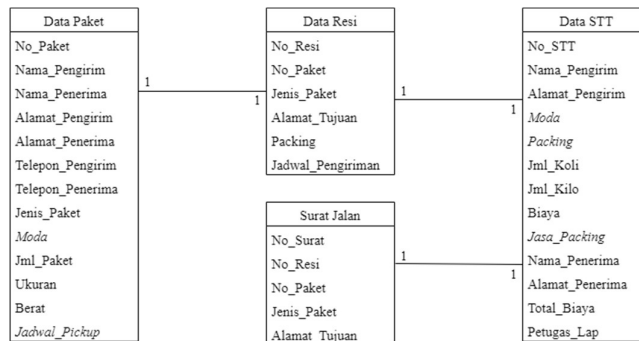 Data Paket
No_Paket
Nama_Pengirim
Nama_Penerima
Alamat_Pengirim
Alamat_Penerima
Telepon_Pengirim
Telepon_Penerima
Jenis_Paket
Moda
Jml_Paket
Ukuran
Berat
Jadwal_Pickup
1
1
Data Resi
No_Resi
No_Paket
Jenis_Paket
Alamat_Tujuan
Packing
Jadwal_Pengiriman
1
1
Surat Jalan
No_Surat
No_Resi
No_Paket
Jenis_Paket
Alamat_Tujuan
1
1
Data STT
No_STT
Nama_Pengirim
Alamat_Pengirim
Moda
Packing
Jml_Koli
Jml_Kilo
Biaya
Jasa_Packing
Nama_Penerima
Alamat_Penerima
Total_Biaya
Petugas_Lap